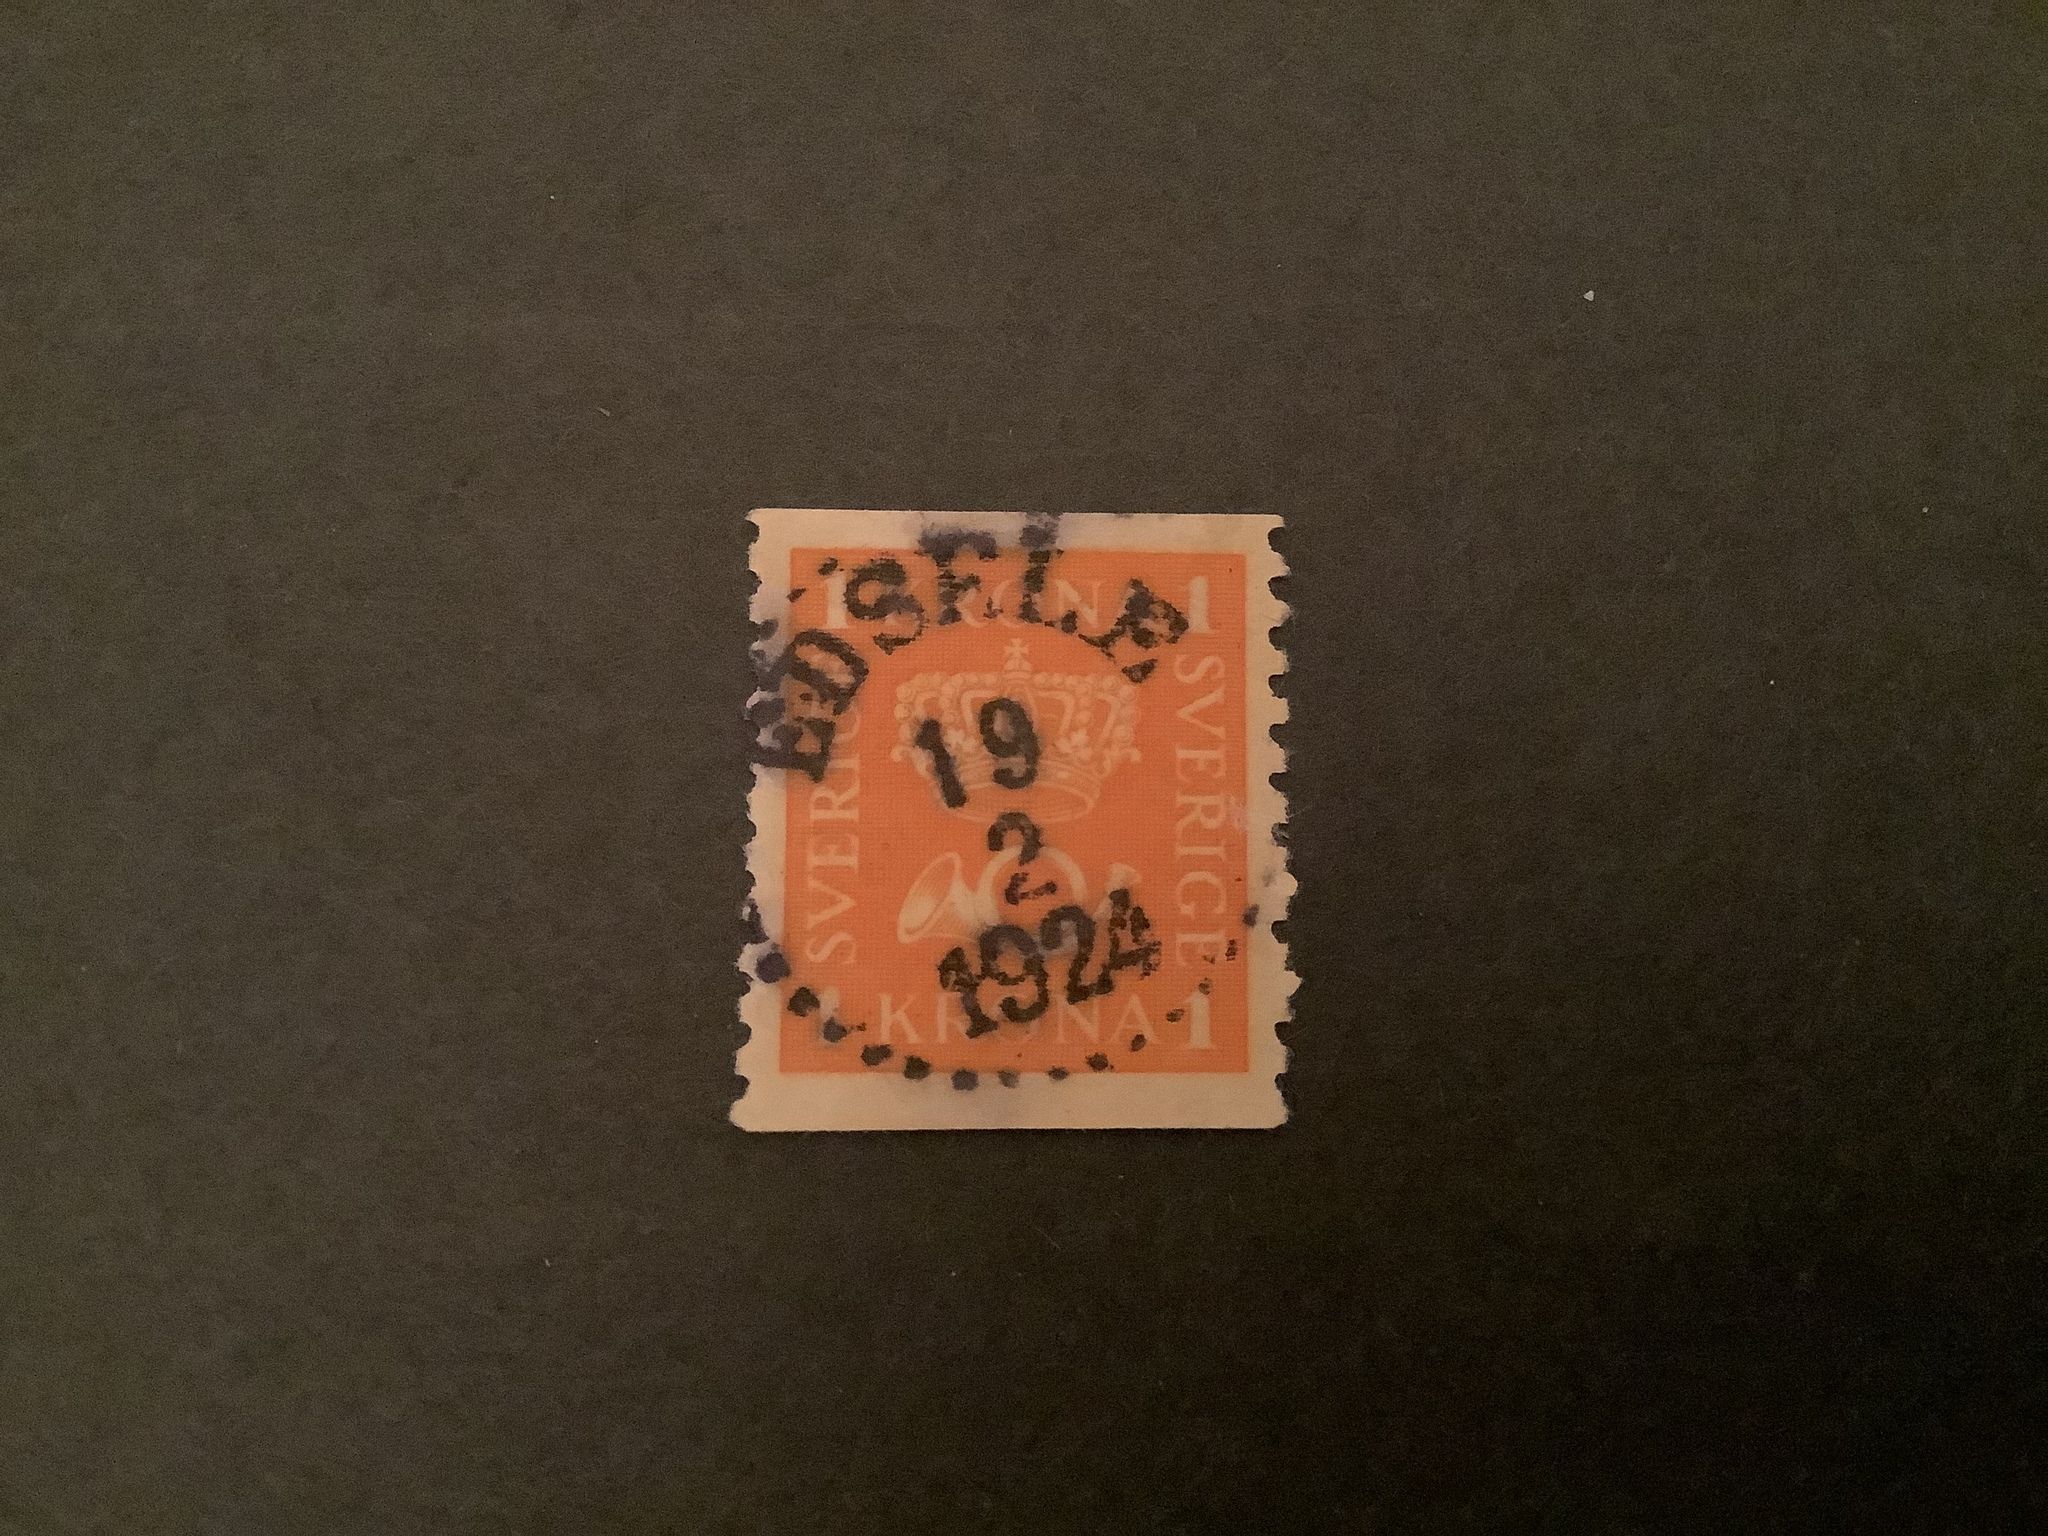 EDSELE
1 KRONA 1
SVERIGE
SVERIGE
19
2
1924
1 KRONA 1